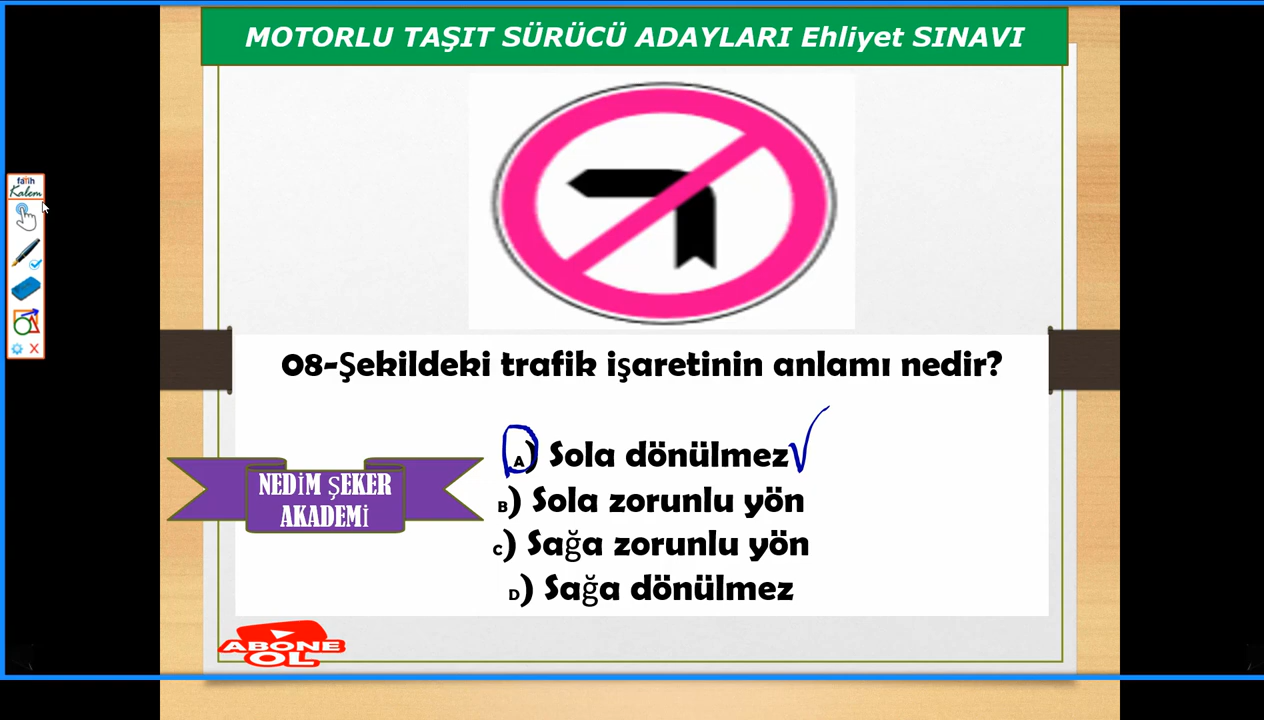 MOTORLU TAŞIT SÜRÜCÜ ADAYLARI Ehliyet SINAVI
fatih
Kalem
08-Şekildeki trafik işaretinin anlamı nedir?
A) Sola dönülmez
B) Sola zorunlu yön
C) Sağa zorunlu yön
D) Sağa dönülmez
NEDİM ŞEKER
AKADEMİ
ABONE
OL